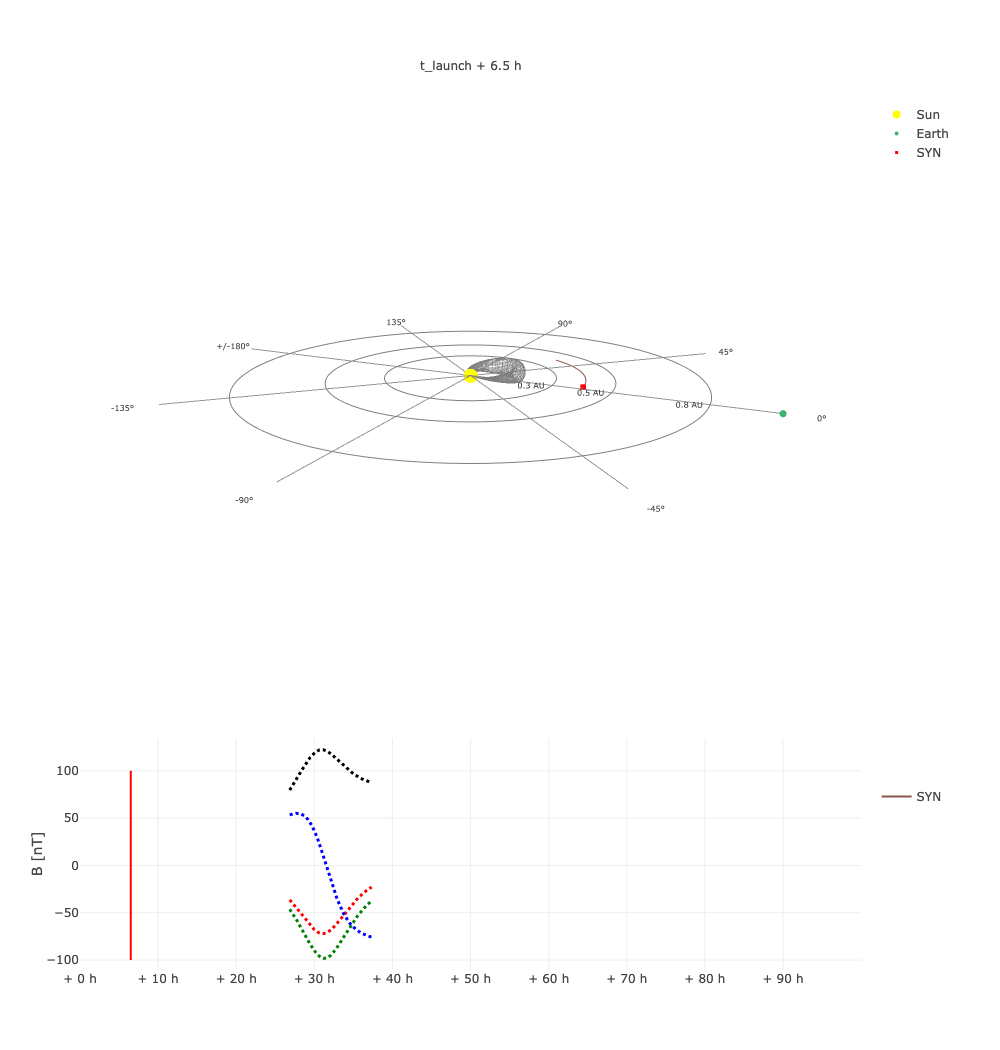 t_launch + 6.5 h
Sun
Earth
SYN
135°
90°
+/-180°
45°
0.3 AU
0.5 AU
-135°
0.8 AU
0°
-90°
-45°
100
50
0
−50
−100
B [nT]
SYN
+ 0 h
+ 10 h
+ 20 h
+ 30 h
+ 40 h
+ 50 h
+ 60 h
+ 70 h
+ 80 h
+ 90 h